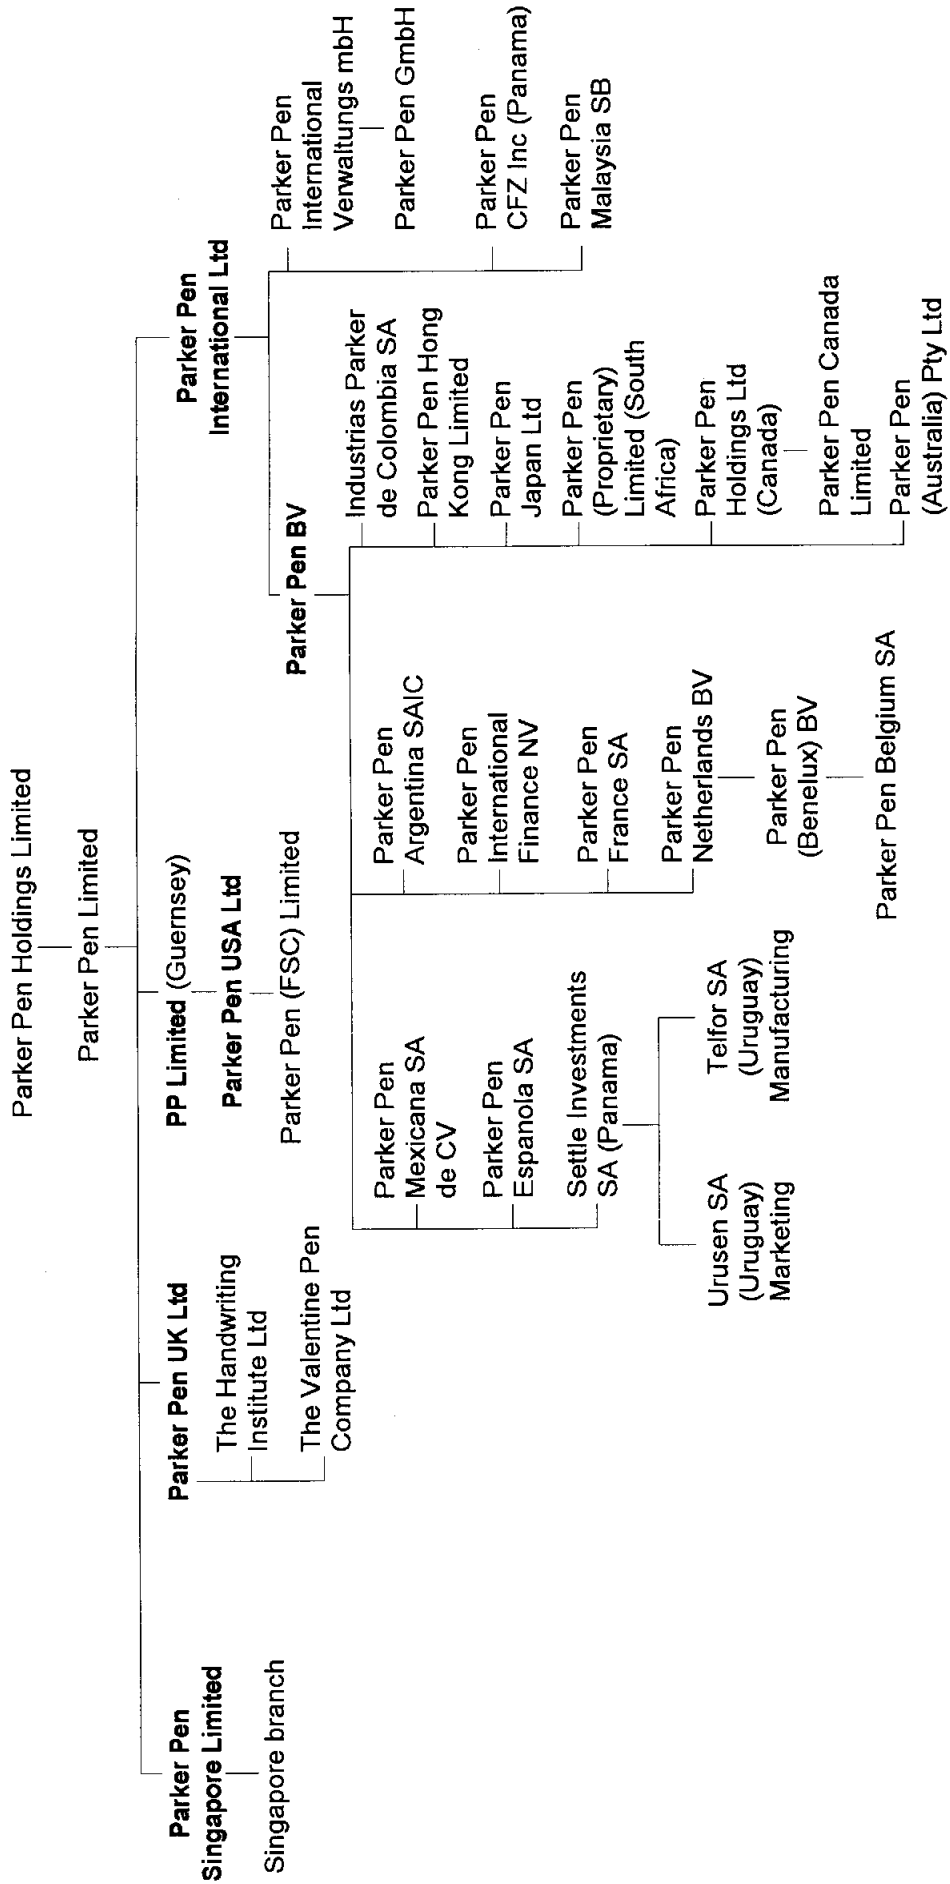 Parker Pen Holdings Limited
Parker Pen Limited
Parker Pen
Singapore Limited
Singapore branch
Parker Pen UK Ltd
The Handwriting
Institute Ltd
The Valentine Pen
Company Ltd
PP Limited (Guernsey)
Parker Pen USA Ltd
Parker Pen (FSC) Limited
Parker Pen
International Ltd
Parker Pen BV
Parker Pen
Mexicana SA
de CV
Parker Pen
Espanola SA
Settle Investments
SA (Panama)
Urusen SA
(Uruguay)
Marketing
Telfor SA
(Uruguay)
Manufacturing
Parker Pen
Argentina SAIC
Parker Pen
International
Finance NV
Parker Pen
France SA
Parker Pen
Netherlands BV
Parker Pen
(Benelux) BV
Parker Pen Belgium SA
Industrias Parker
de Colombia SA
Parker Pen Hong
Kong Limited
Parker Pen
Japan Ltd
Parker Pen
(Proprietary)
Limited (South
Africa)
Parker Pen
Holdings Ltd
(Canada)
Parker Pen Canada
Limited
Parker Pen
(Australia) Pty Ltd
Parker Pen
International
Verwaltungs mbH
Parker Pen GmbH
Parker Pen
CFZ Inc (Panama)
Parker Pen
Malaysia SB